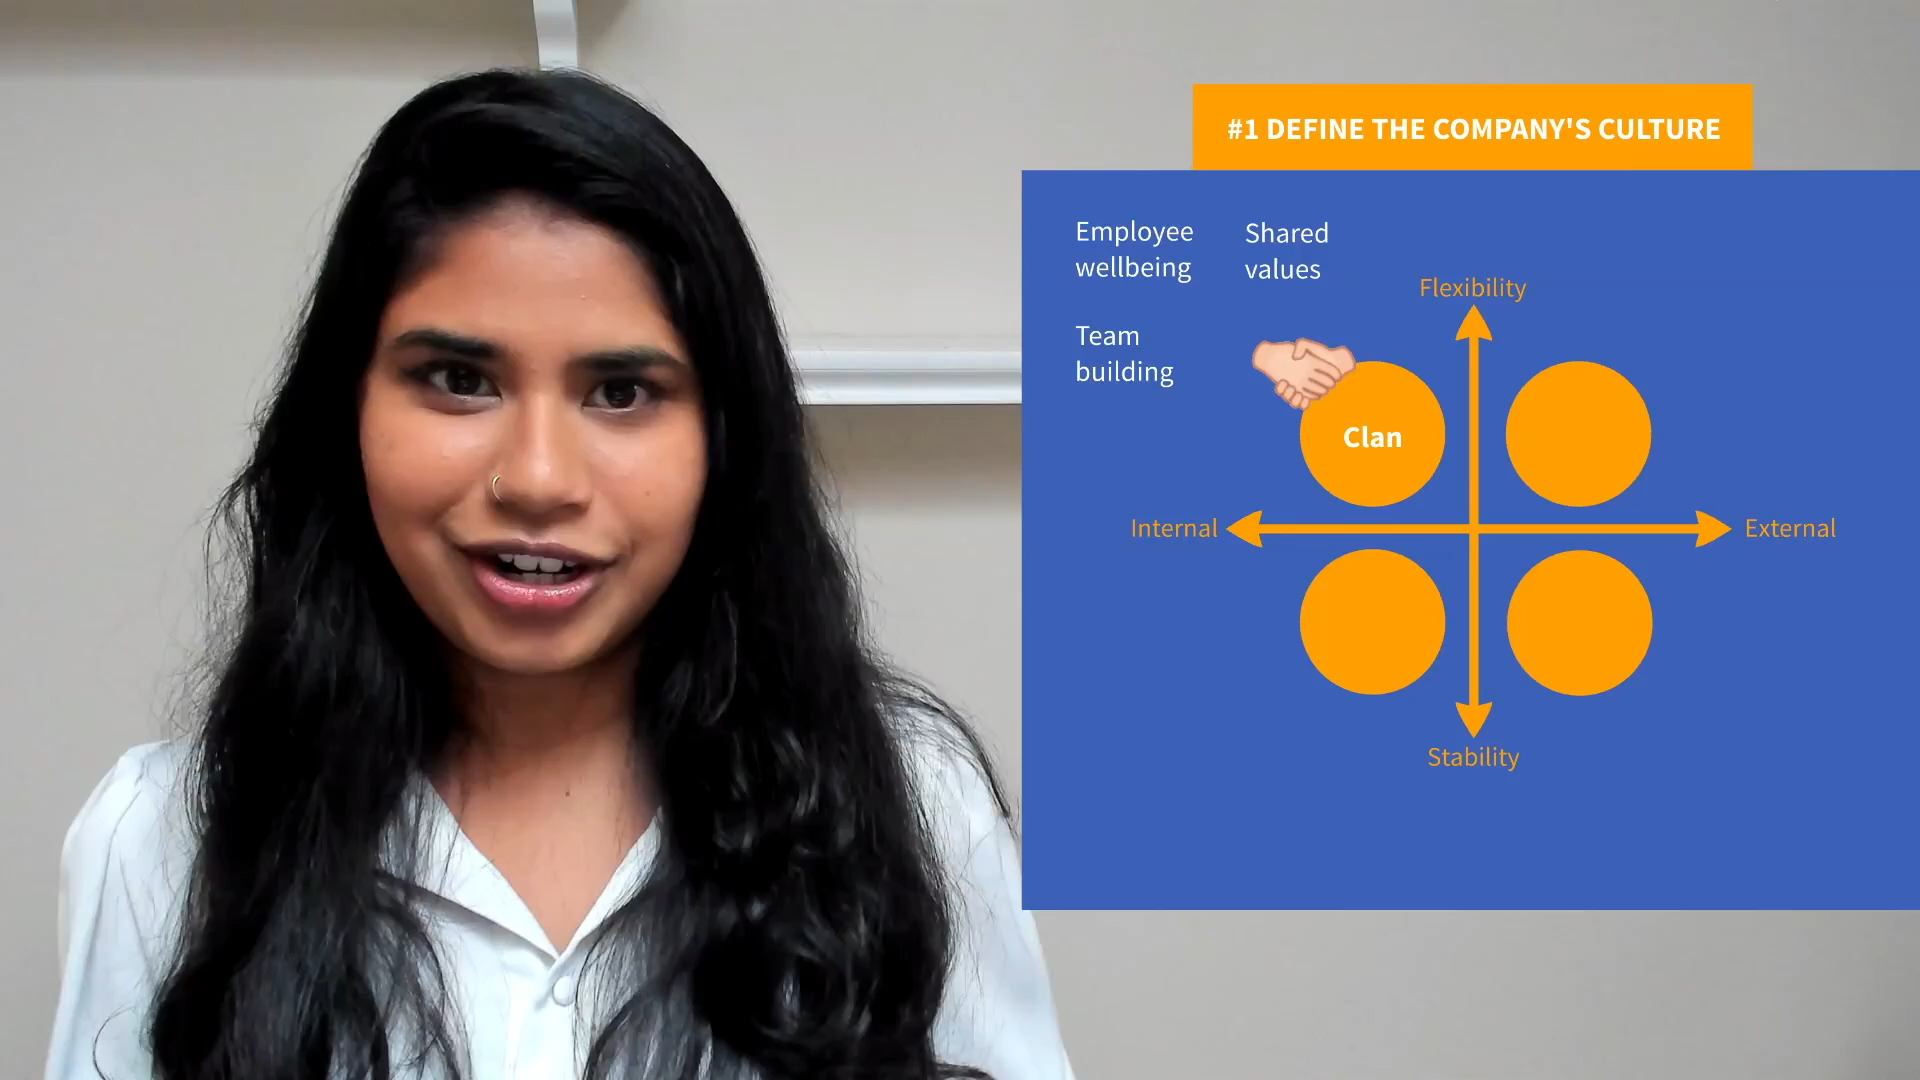 #1 DEFINE THE COMPANY'S CULTURE
Employee
wellbeing
Shared
values
Team
building
Flexibility
Clan
Internal
External
Stability